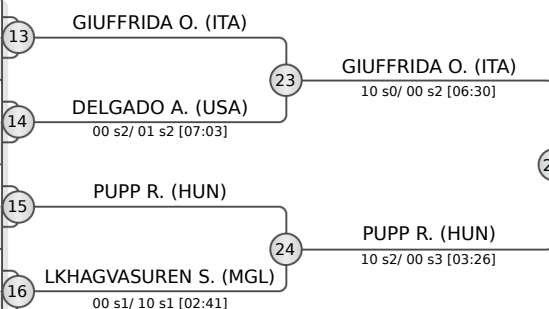 GIUFFRIDA O. (ITA)
13
23
GIUFFRIDA O. (ITA)
10 s0/ 00 s2 [06:30]
DELGADO A. (USA)
14
00 s2/ 01 s2 [07:03]
PUPP R. (HUN)
15
24
PUPP R. (HUN)
10 s2/ 00 s3 [03:26]
LKHAGVASUREN S. (MGL)
16
00 s1/ 10 s1 [02:41]